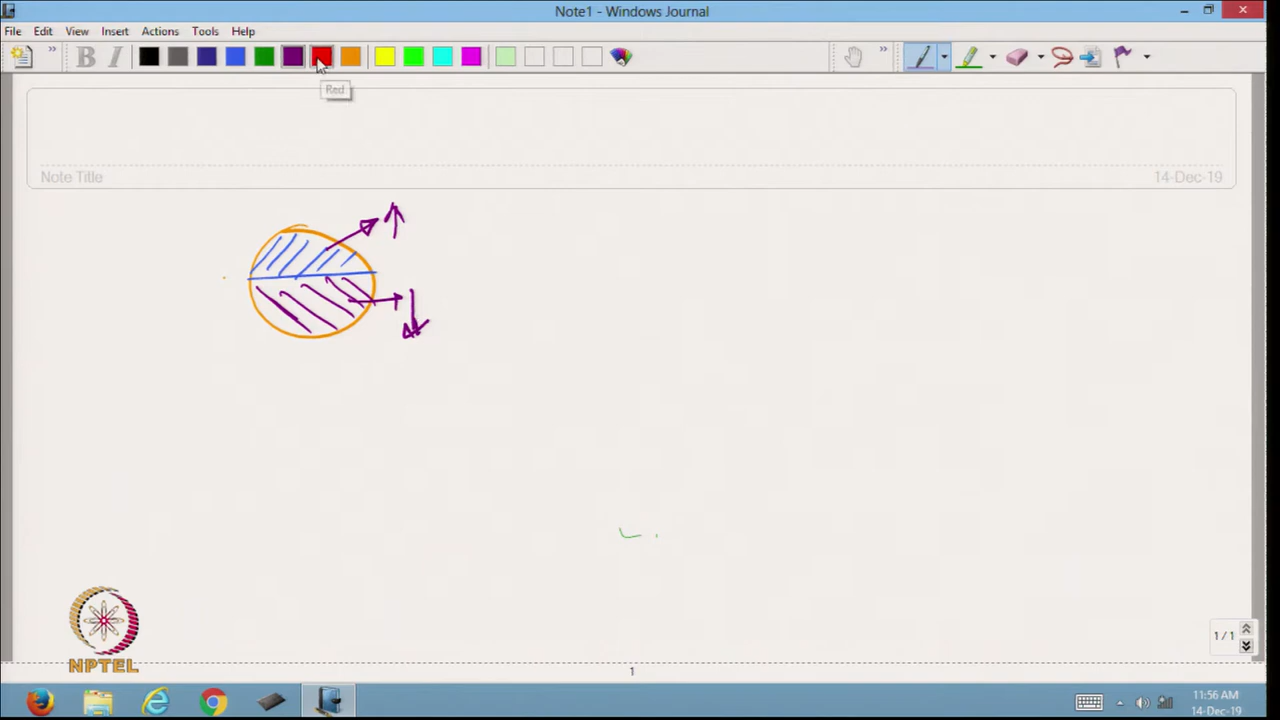 Note1 - Windows Journal
File Edit View Insert Actions Tools Help
B I
Red
Note Title
14-Dec-19
1 / 1
NPTEL
1
11:56 AM
14-Dec-19